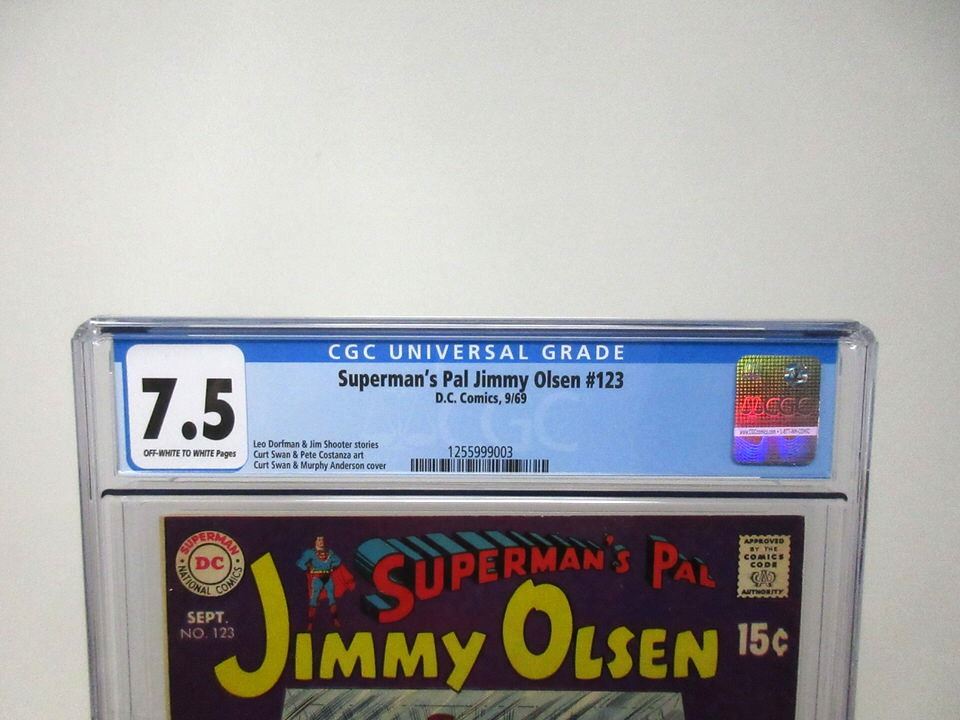 CGC UNIVERSAL GRADE
7.5
OFF-WHITE TO WHITE Pages
Superman's Pal Jimmy Olsen #123
D.C. Comics, 9/69
Leo Dorfman & Jim Shooter stories
Curt Swan & Pete Costanza art
Curt Swan & Murphy Anderson cover
1255999003
CGC
SUPERMAN
DC
NATIONAL COMICS
SEPT.
NO. 123
SUPERMAN'S PAL
JIMMY OLSEN
APPROVED
BY THE
COMICS
CODE
AUTHORITY
15¢